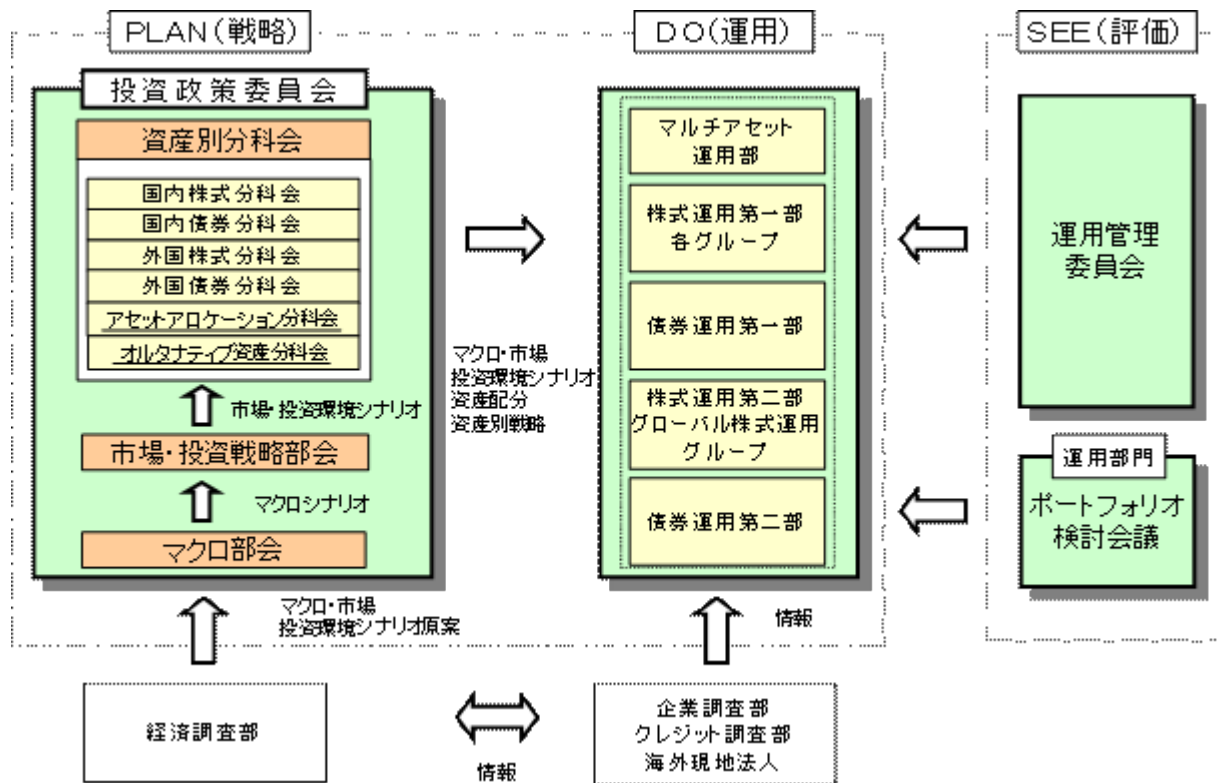 PLAN(戦略)
投資政策委員会
資産別分科会
国内株式分科会
国内債券分科会
外国株式分科会
外国債券分科会
アセットアロケーション分科会
オルタナティブ資産分科会
市場・投資環境シナリオ
市場・投資戦略部会
マクロシナリオ
マクロ部会
マクロ・市場
投資環境シナリオ原案
経済調査部
マクロ・市場
投資環境シナリオ
資産配分
資産別戦略
DO(運用)
マルチアセット
運用部
株式運用第一部
各グループ
債券運用第一部
株式運用第二部
グローバル株式運用
グループ
債券運用第二部
情報
企業調査部
クレジット調査部
海外現地法人
情報
SEE(評価)
運用管理
委員会
運用部門
ポートフォリオ
検討会議